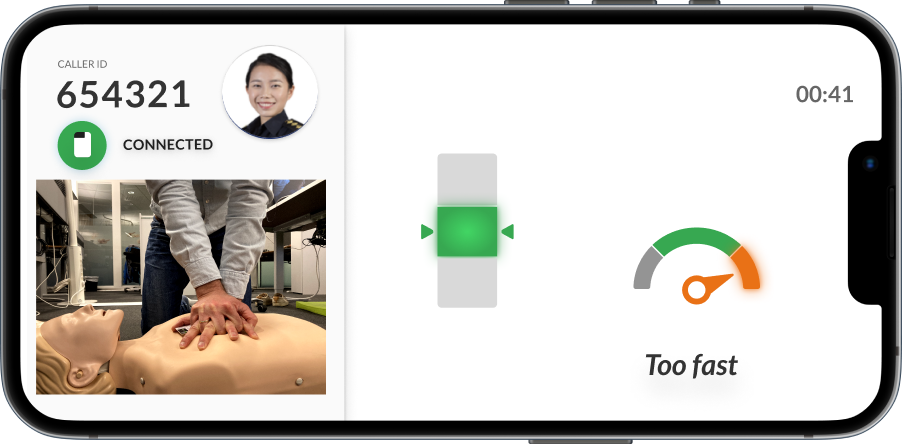 CALLER ID
654321
CONNECTED
00:41
Too fast